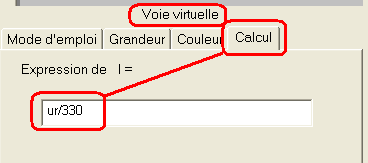 Voie virtuelle
Mode d'emploi Grandeur Couleur Calcul
Expression de I =
ur/330